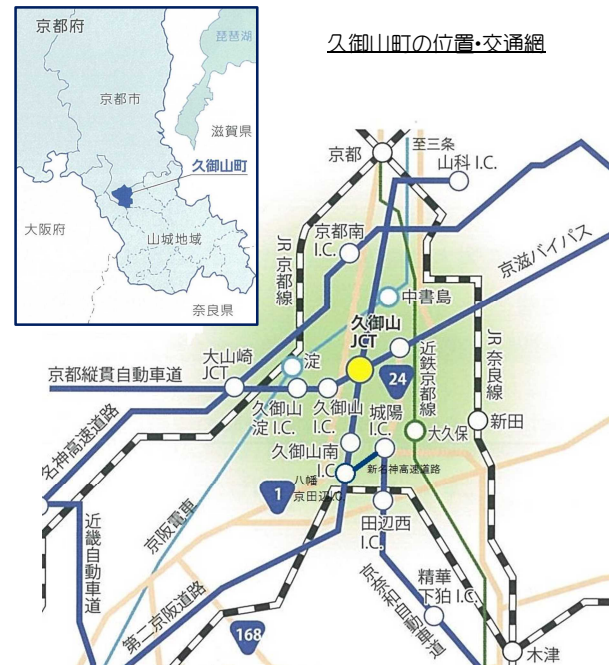 久御山町の位置・交通網
京都府
琵琶湖
京都市
滋賀県
久御山町
大阪府
山城地域
奈良県
至三条
京都
山科 I.C.
京都南
I.C.
JR 京都線
京滋バイパス
中書島
久御山
JCT
大山崎
JCT
淀
近鉄京都線
JR 奈良線
京都縦貫自動車道
24
久御山
淀 I.C.
久御山
I.C.
城陽
I.C.
大久保
新田
名神高速道路
久御山南
I.C.
新名神高速道路
八幡
京田辺I.C.
1
京阪電車
田辺西
I.C.
近畿自動車道
第二京阪道路
京奈和自動車道
精華
下狛 I.C.
168
木津